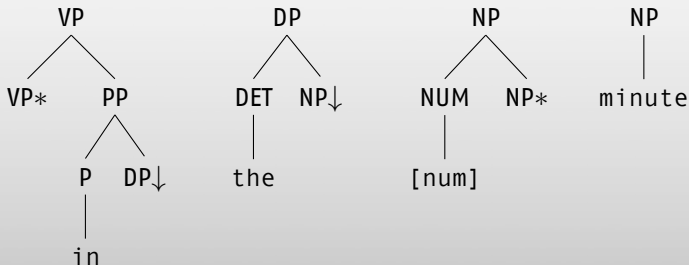 VP DP NP NP
VP* PP DET NP↓ NUM NP* minute
P DP↓ the [num]
in